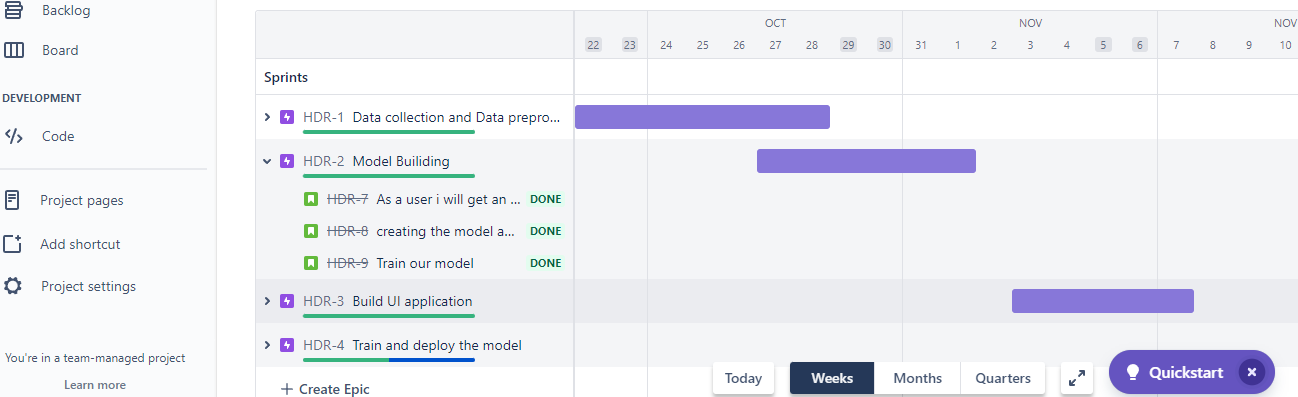 Backlog
Board
DEVELOPMENT
Code
Project pages
Add shortcut
Project settings
You're in a team-managed project
Learn more
OCT NOV NOV
22 23 24 25 26 27 28 29 30 31 1 2 3 4 5 6 7 8 9 10
Sprints
HDR-1 Data collection and Data prepro...
HDR-2 Model Builiding
HDR-7 As a user i will get an ... DONE
HDR-8 creating the model a... DONE
HDR-9 Train our model DONE
HDR-3 Build UI application
HDR-4 Train and deploy the model
+ Create Epic
Today Weeks Months Quarters
Quickstart